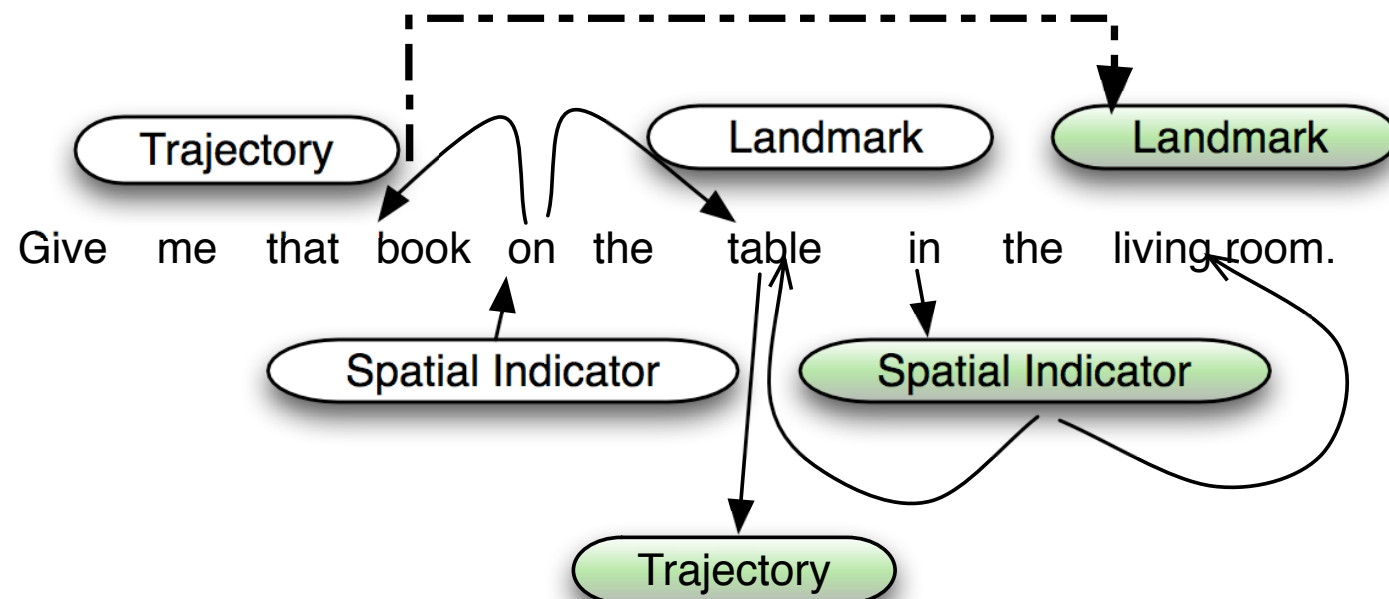 Trajectory Landmark Landmark
Give me that book on the table in the living room.
Spatial Indicator Spatial Indicator
Trajectory